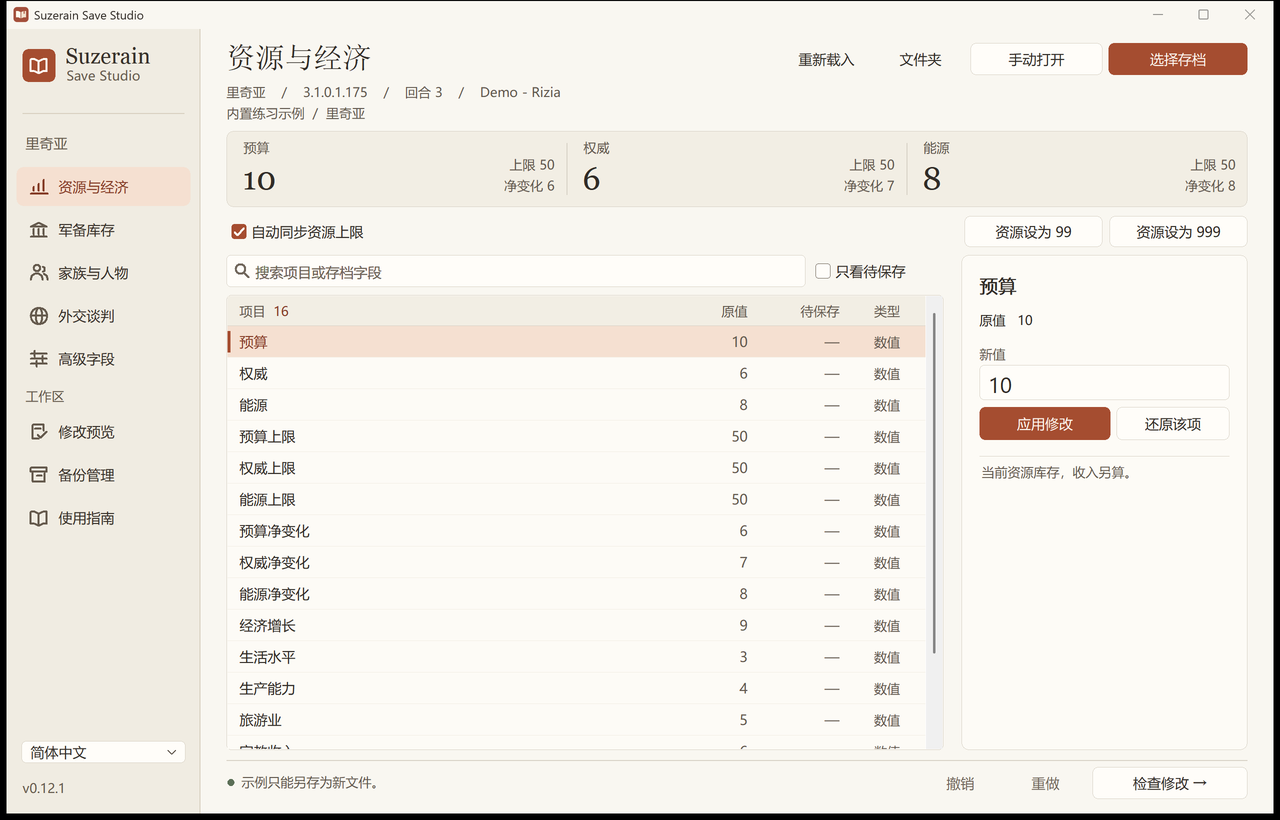 Suzerain Save Studio
Suzerain
Save Studio
里奇亚
资源与经济
军备库存
家族与人物
外交谈判
高级字段
工作区
修改预览
备份管理
使用指南
简体中文
v0.12.1
资源与经济
重新载入 文件夹 手动打开 选择存档
里奇亚 / 3.1.0.1.175 / 回合 3 / Demo - Rizia
内置练习示例 / 里奇亚
预算
10
上限 50
净变化 6
权威
6
上限 50
净变化 7
能源
8
上限 50
净变化 8
自动同步资源上限
资源设为 99 资源设为 999
搜索项目或存档字段
只看待保存
项目 16 原值 待保存 类型
预算 10 — 数值
权威 6 — 数值
能源 8 — 数值
预算上限 50 — 数值
权威上限 50 — 数值
能源上限 50 — 数值
预算净变化 6 — 数值
权威净变化 7 — 数值
能源净变化 8 — 数值
经济增长 9 — 数值
生活水平 3 — 数值
生产能力 4 — 数值
旅游业 5 — 数值
预算
原值 10
新值
10
应用修改 还原该项
当前资源库存，收入另算。
示例只能另存为新文件。
撤销 重做 检查修改 →